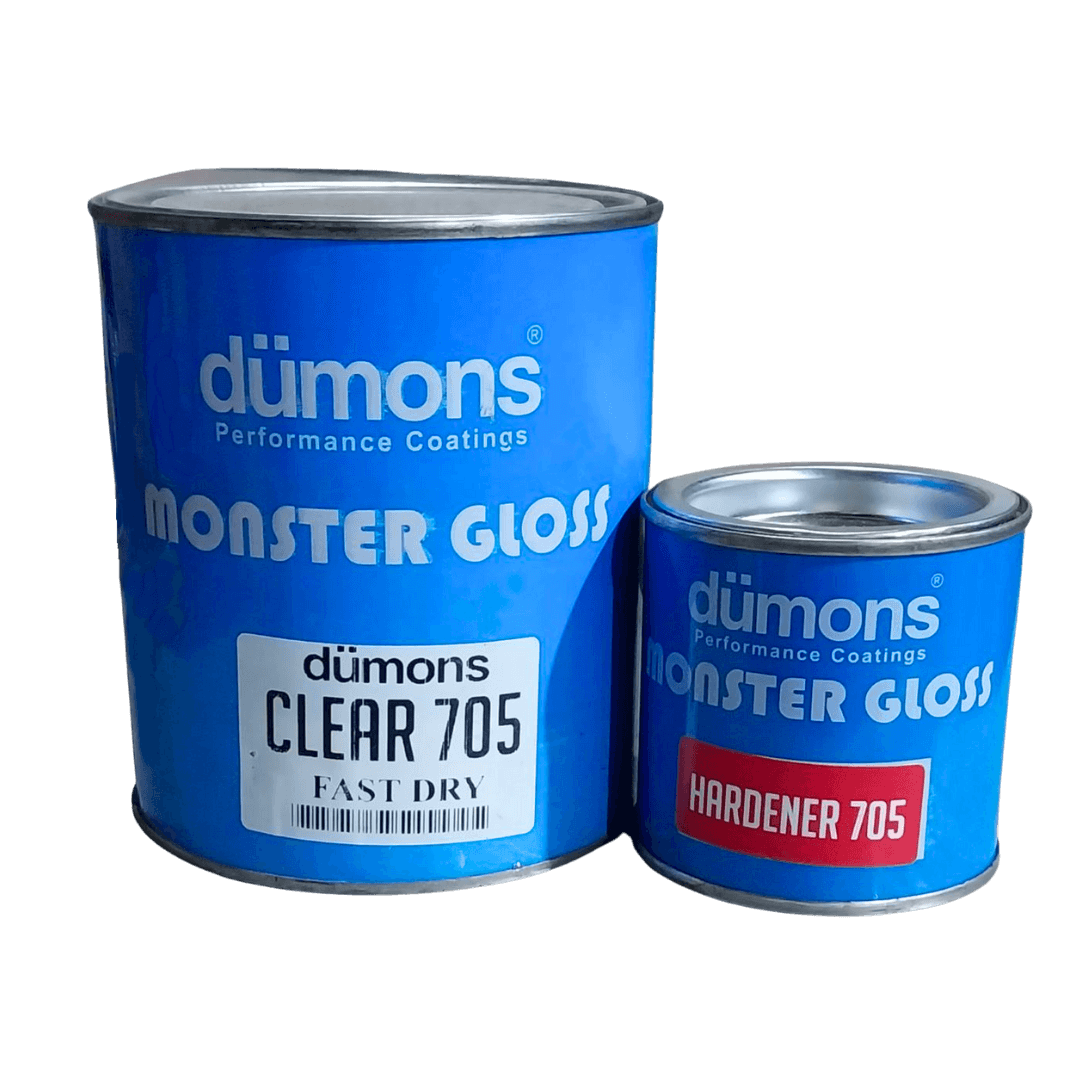 dümons®
Performance Coatings
MONSTER GLOSS
dümons
CLEAR 705
FAST DRY
dümons®
Performance Coatings
MONSTER GLOSS
HARDENER 705